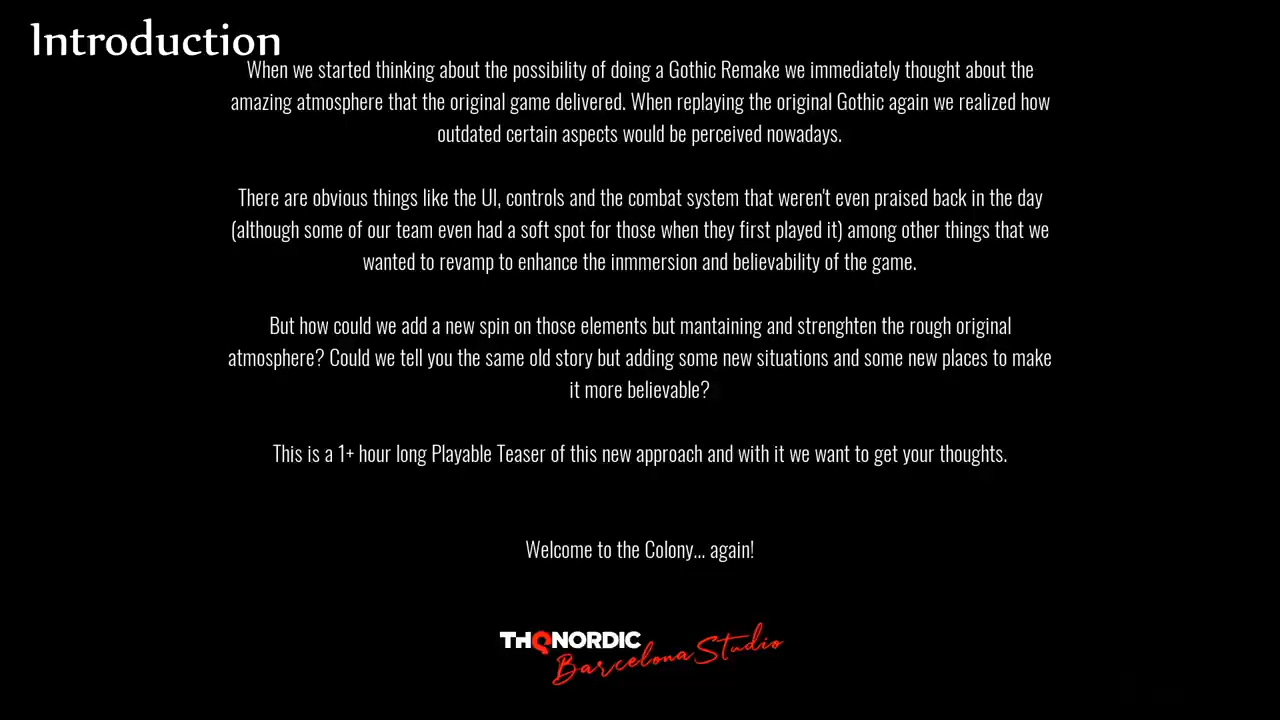 Introduction
When we started thinking about the possibility of doing a Gothic Remake we immediately thought about the
amazing atmosphere that the original game delivered. When replaying the original Gothic again we realized how
outdated certain aspects would be perceived nowadays.
There are obvious things like the UI, controls and the combat system that weren't even praised back in the day
(although some of our team even had a soft spot for those when they first played it) among other things that we
wanted to revamp to enhance the inmmersion and believability of the game.
But how could we add a new spin on those elements but mantaining and strenghten the rough original
atmosphere? Could we tell you the same old story but adding some new situations and some new places to make
it more believable?
This is a 1+ hour long Playable Teaser of this new approach and with it we want to get your thoughts.
Welcome to the Colony... again!
THQNORDIC
Barcelona Studio